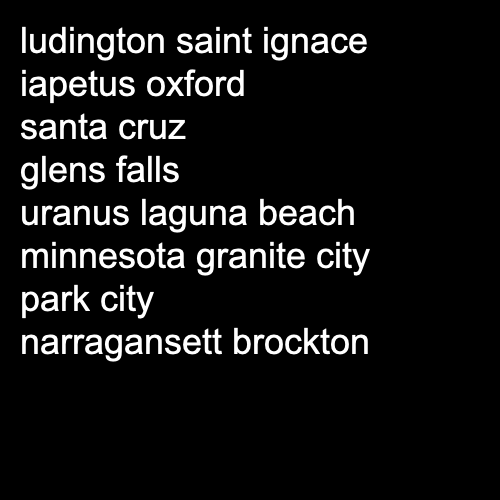 ludington saint ignace
iapetus oxford
santa cruz
glens falls
uranus laguna beach
minnesota granite city
park city
narragansett brockton